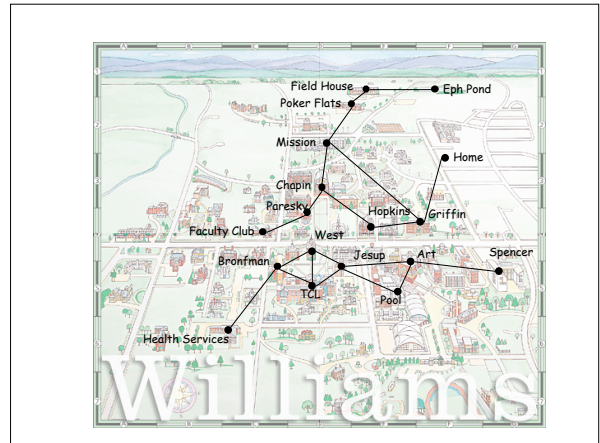 Field House
Eph Pond
Poker Flats
Mission
Home
Chapin
Paresky
Hopkins
Griffin
Faculty Club
West
Bronfman
Jesup
Art
Spencer
TCL
Pool
Health Services
Williams